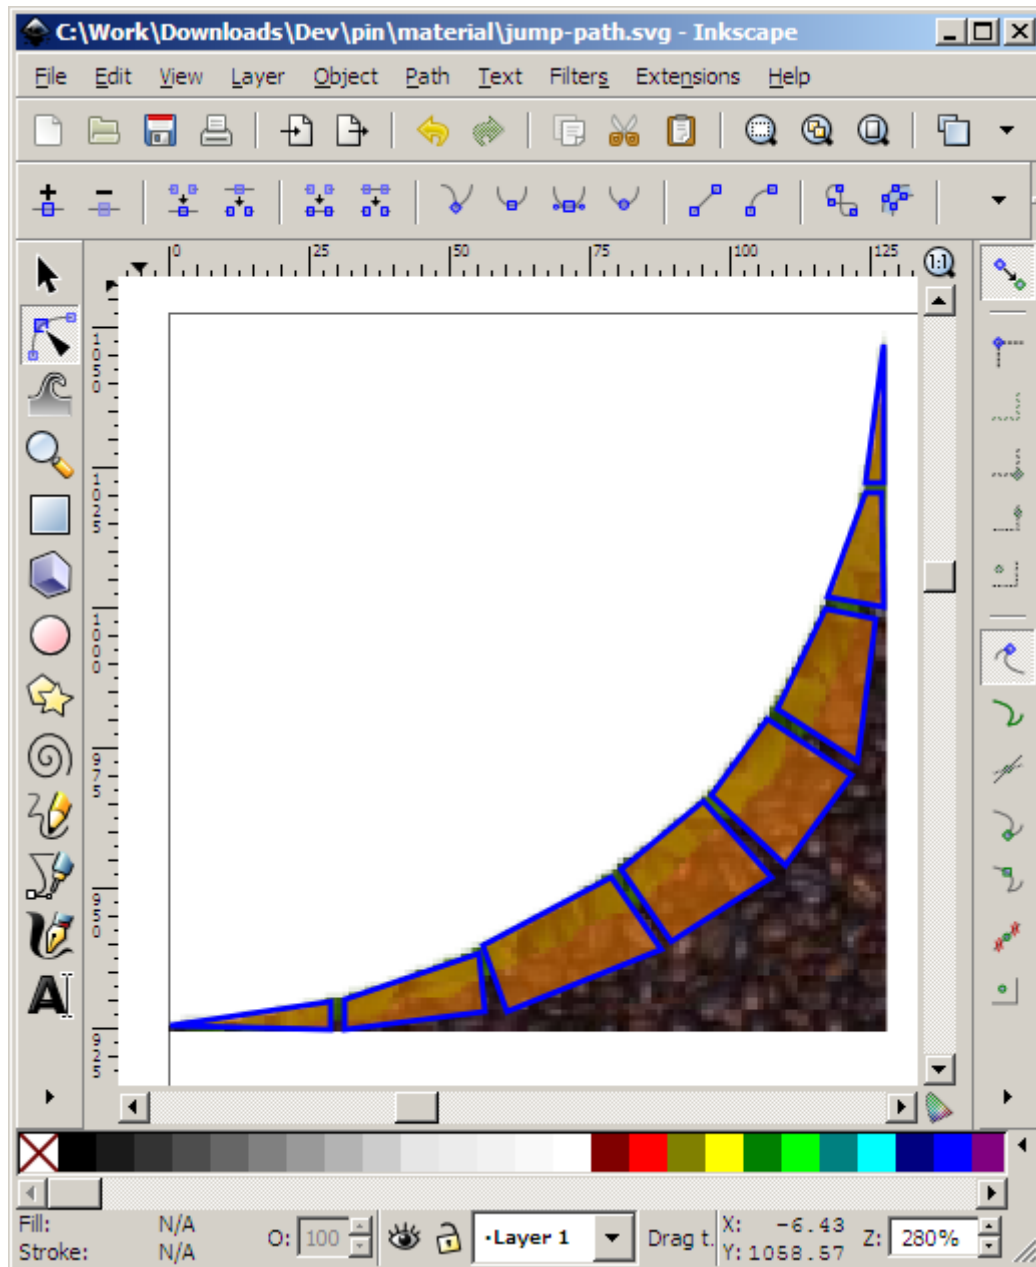 C:\Work\Downloads\Dev\pin\material\jump-path.svg - Inkscape
File Edit View Layer Object Path Text Filters Extensions Help
0 25 50 75 100 125
1:1
1050
1025
1000
975
950
925
A
Fill: N/A
Stroke: N/A
O: 100
·Layer 1
Drag t.
X: -6.43
Y: 1058.57
Z: 280%